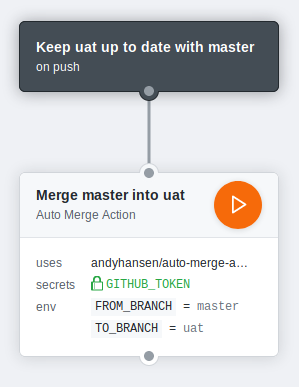 Keep uat up to date with master
on push
Merge master into uat
Auto Merge Action
uses andyhansen/auto-merge-a...
secrets GITHUB_TOKEN
env FROM_BRANCH = master
TO_BRANCH = uat